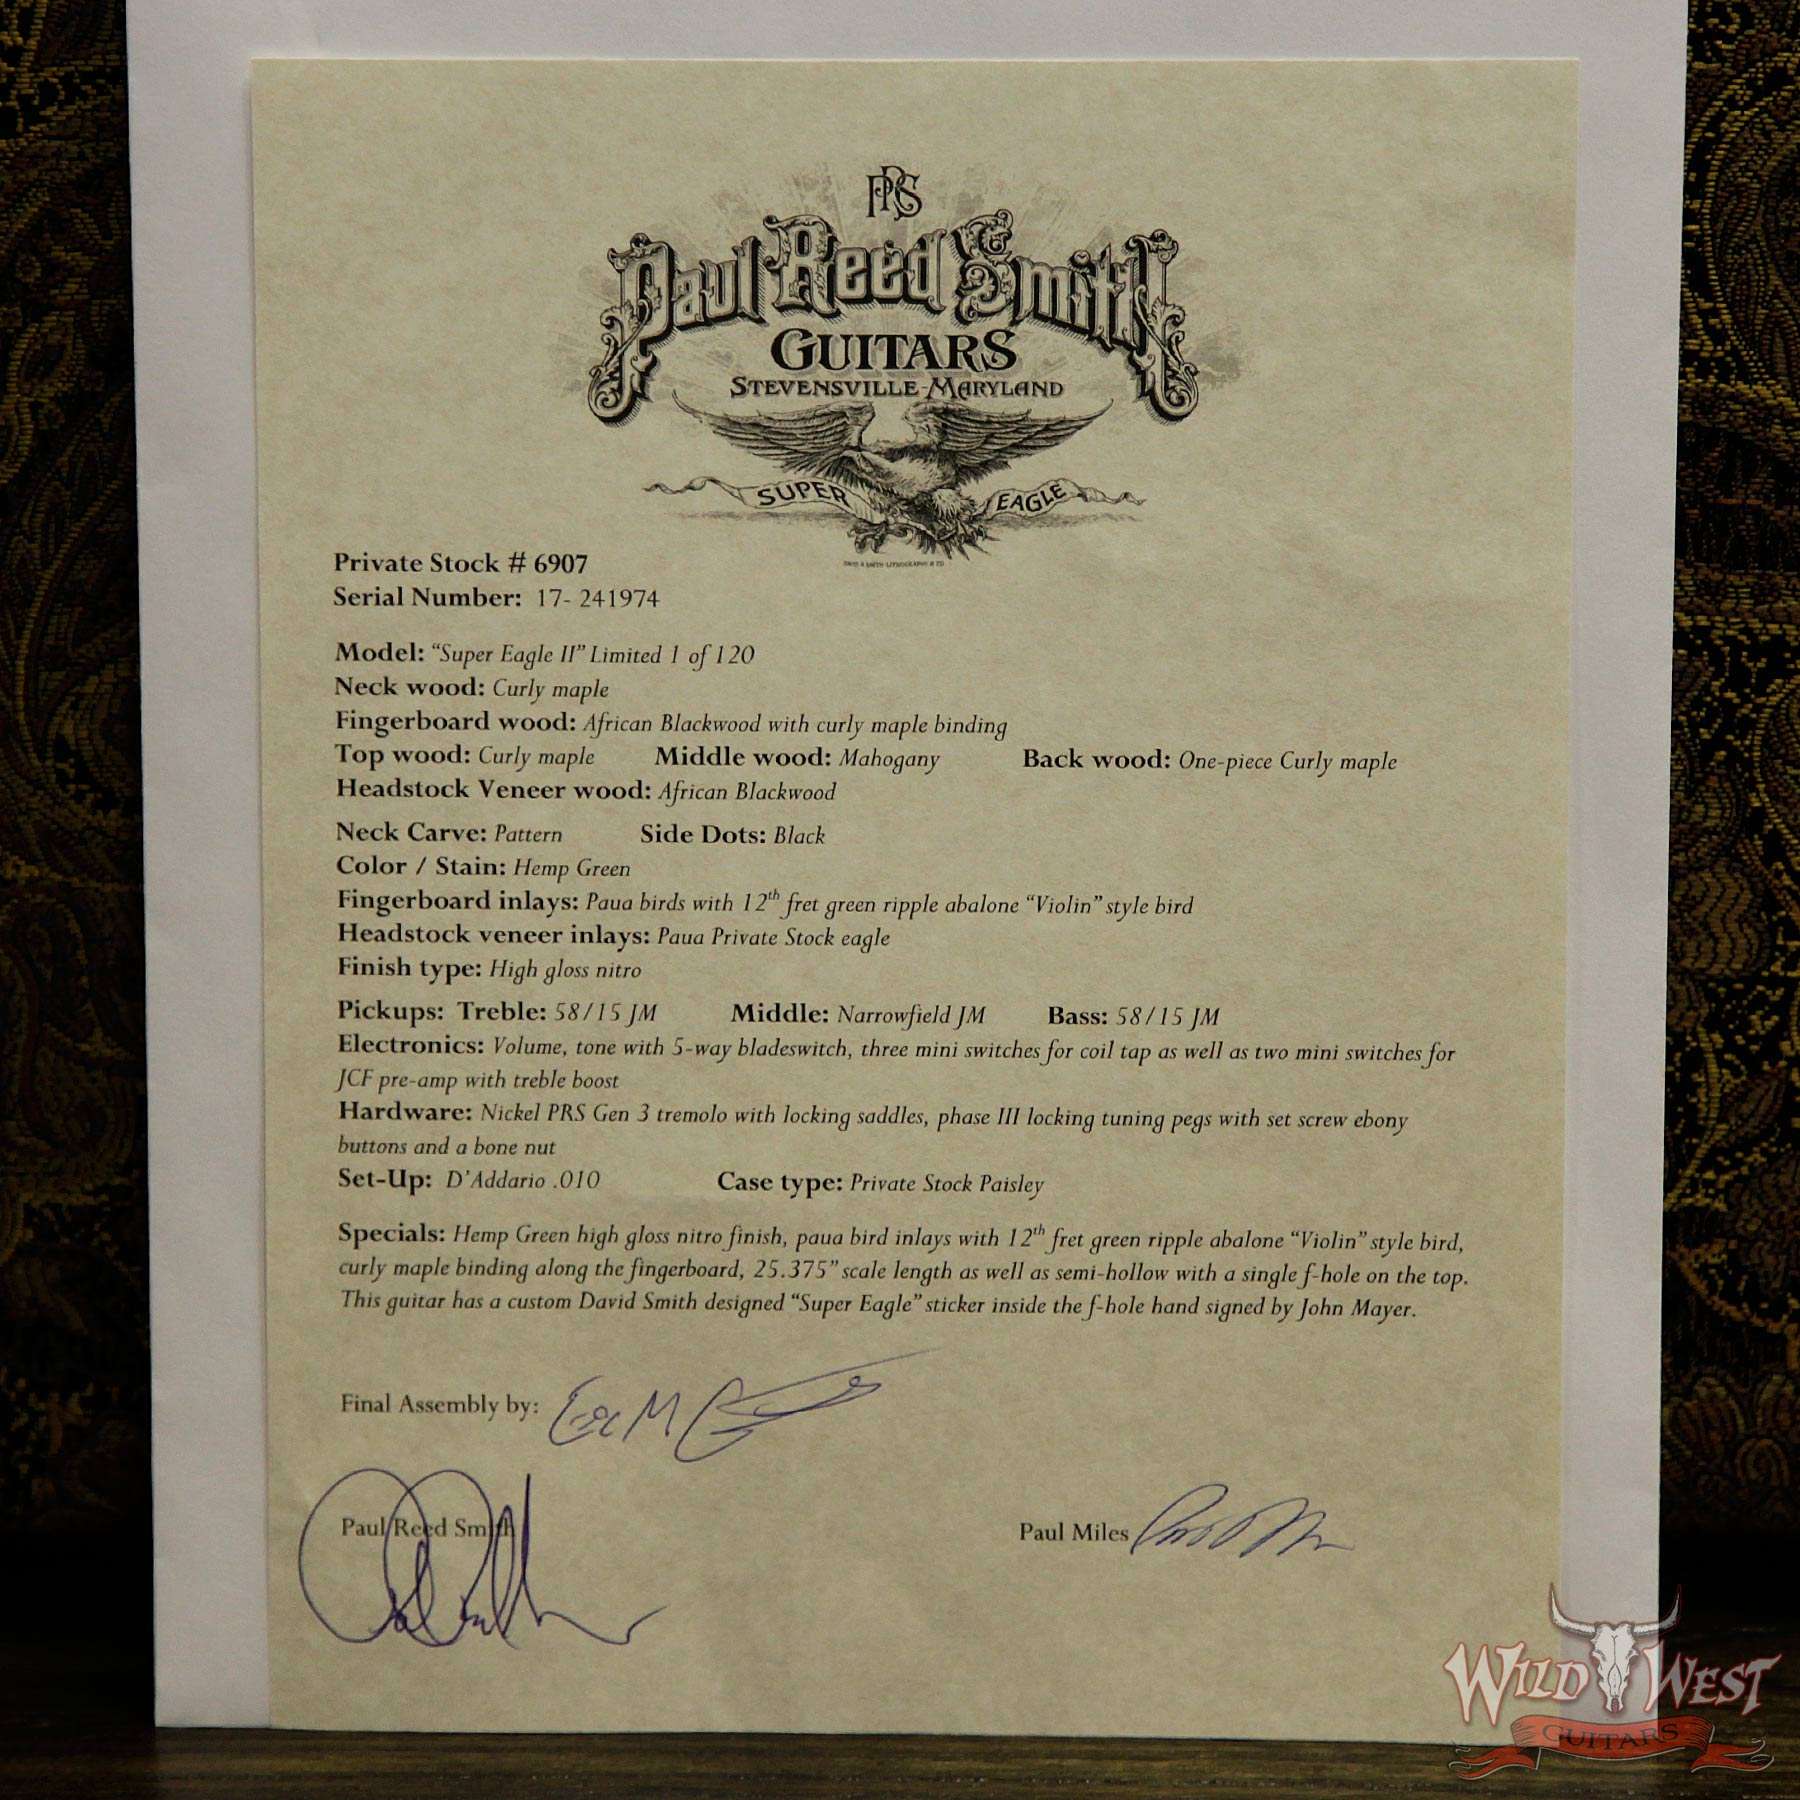 PRS
Paul Reed Smith
GUITARS
STEVENSVILLE-MARYLAND
SUPER EAGLE
Private Stock # 6907
Serial Number: 17- 241974
Model: “Super Eagle II” Limited 1 of 120
Neck wood: Curly maple
Fingerboard wood: African Blackwood with curly maple binding
Top wood: Curly maple Middle wood: Mahogany Back wood: One-piece Curly maple
Headstock Veneer wood: African Blackwood
Neck Carve: Pattern Side Dots: Black
Color / Stain: Hemp Green
Fingerboard inlays: Paua birds with 12th fret green ripple abalone “Violin” style bird
Headstock veneer inlays: Paua Private Stock eagle
Finish type: High gloss nitro
Pickups: Treble: 58/15 JM Middle: Narrowfield JM Bass: 58/15 JM
Electronics: Volume, tone with 5-way bladeswitch, three mini switches for coil tap as well as two mini switches for
JCF pre-amp with treble boost
Hardware: Nickel PRS Gen 3 tremolo with locking saddles, phase III locking tuning pegs with set screw ebony
buttons and a bone nut
Set-Up: D’Addario .010 Case type: Private Stock Paisley
Specials: Hemp Green high gloss nitro finish, paua bird inlays with 12th fret green ripple abalone “Violin” style bird,
curly maple binding along the fingerboard, 25.375” scale length as well as semi-hollow with a single f-hole on the top.
This guitar has a custom David Smith designed “Super Eagle” sticker inside the f-hole hand signed by John Mayer.
Final Assembly by:
Paul Reed Smith Paul Miles
WILD WEST
GUITARS